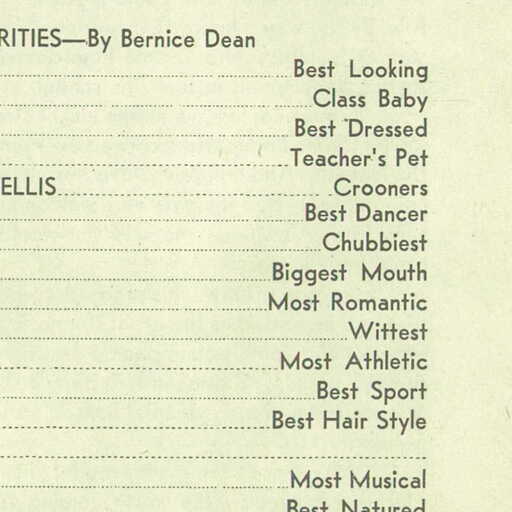 RITIES—By Bernice Dean
Best Looking
Class Baby
Best Dressed
Teacher's Pet
ELLIS Crooners
Best Dancer
Chubbiest
Biggest Mouth
Most Romantic
Wittest
Most Athletic
Best Sport
Best Hair Style
Most Musical
Best Natured